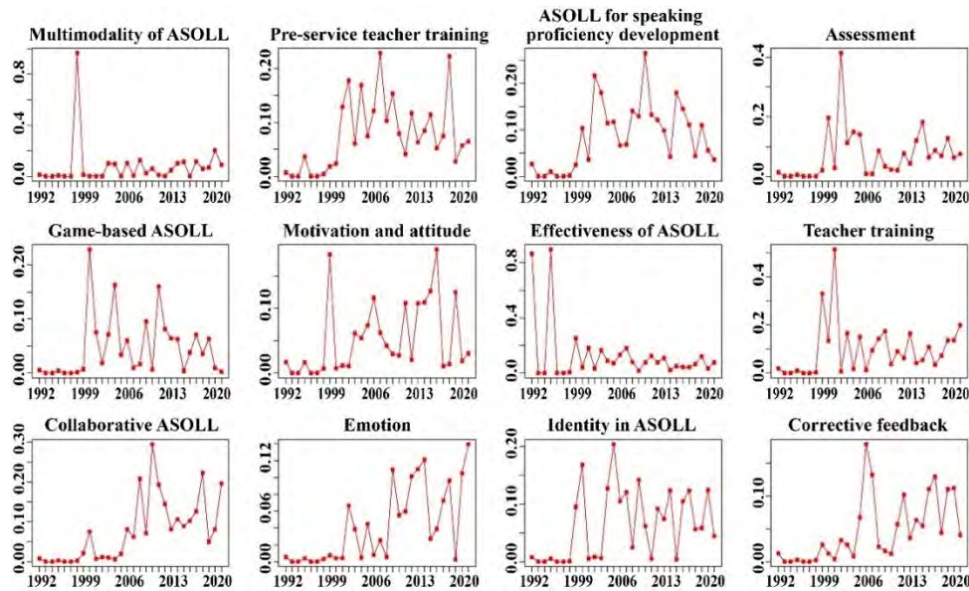 Multimodality of ASOLL
0.8
0.4
0.0
1992 1999 2006 2013 2020
Pre-service teacher training
0.20
0.10
0.00
1992 1999 2006 2013 2020
ASOLL for speaking
proficiency development
0.20
0.10
0.00
1992 1999 2006 2013 2020
Assessment
0.4
0.2
0.0
1992 1999 2006 2013 2020
Game-based ASOLL
0.20
0.10
0.00
1992 1999 2006 2013 2020
Motivation and attitude
0.10
0.00
1992 1999 2006 2013 2020
Effectiveness of ASOLL
0.8
0.4
0.0
1992 1999 2006 2013 2020
Teacher training
0.4
0.2
0.0
1992 1999 2006 2013 2020
Collaborative ASOLL
0.30
0.20
0.10
0.00
1992 1999 2006 2013 2020
Emotion
0.12
0.06
0.00
1992 1999 2006 2013 2020
Identity in ASOLL
0.20
0.10
0.00
1992 1999 2006 2013 2020
Corrective feedback
0.10
0.00
1992 1999 2006 2013 2020